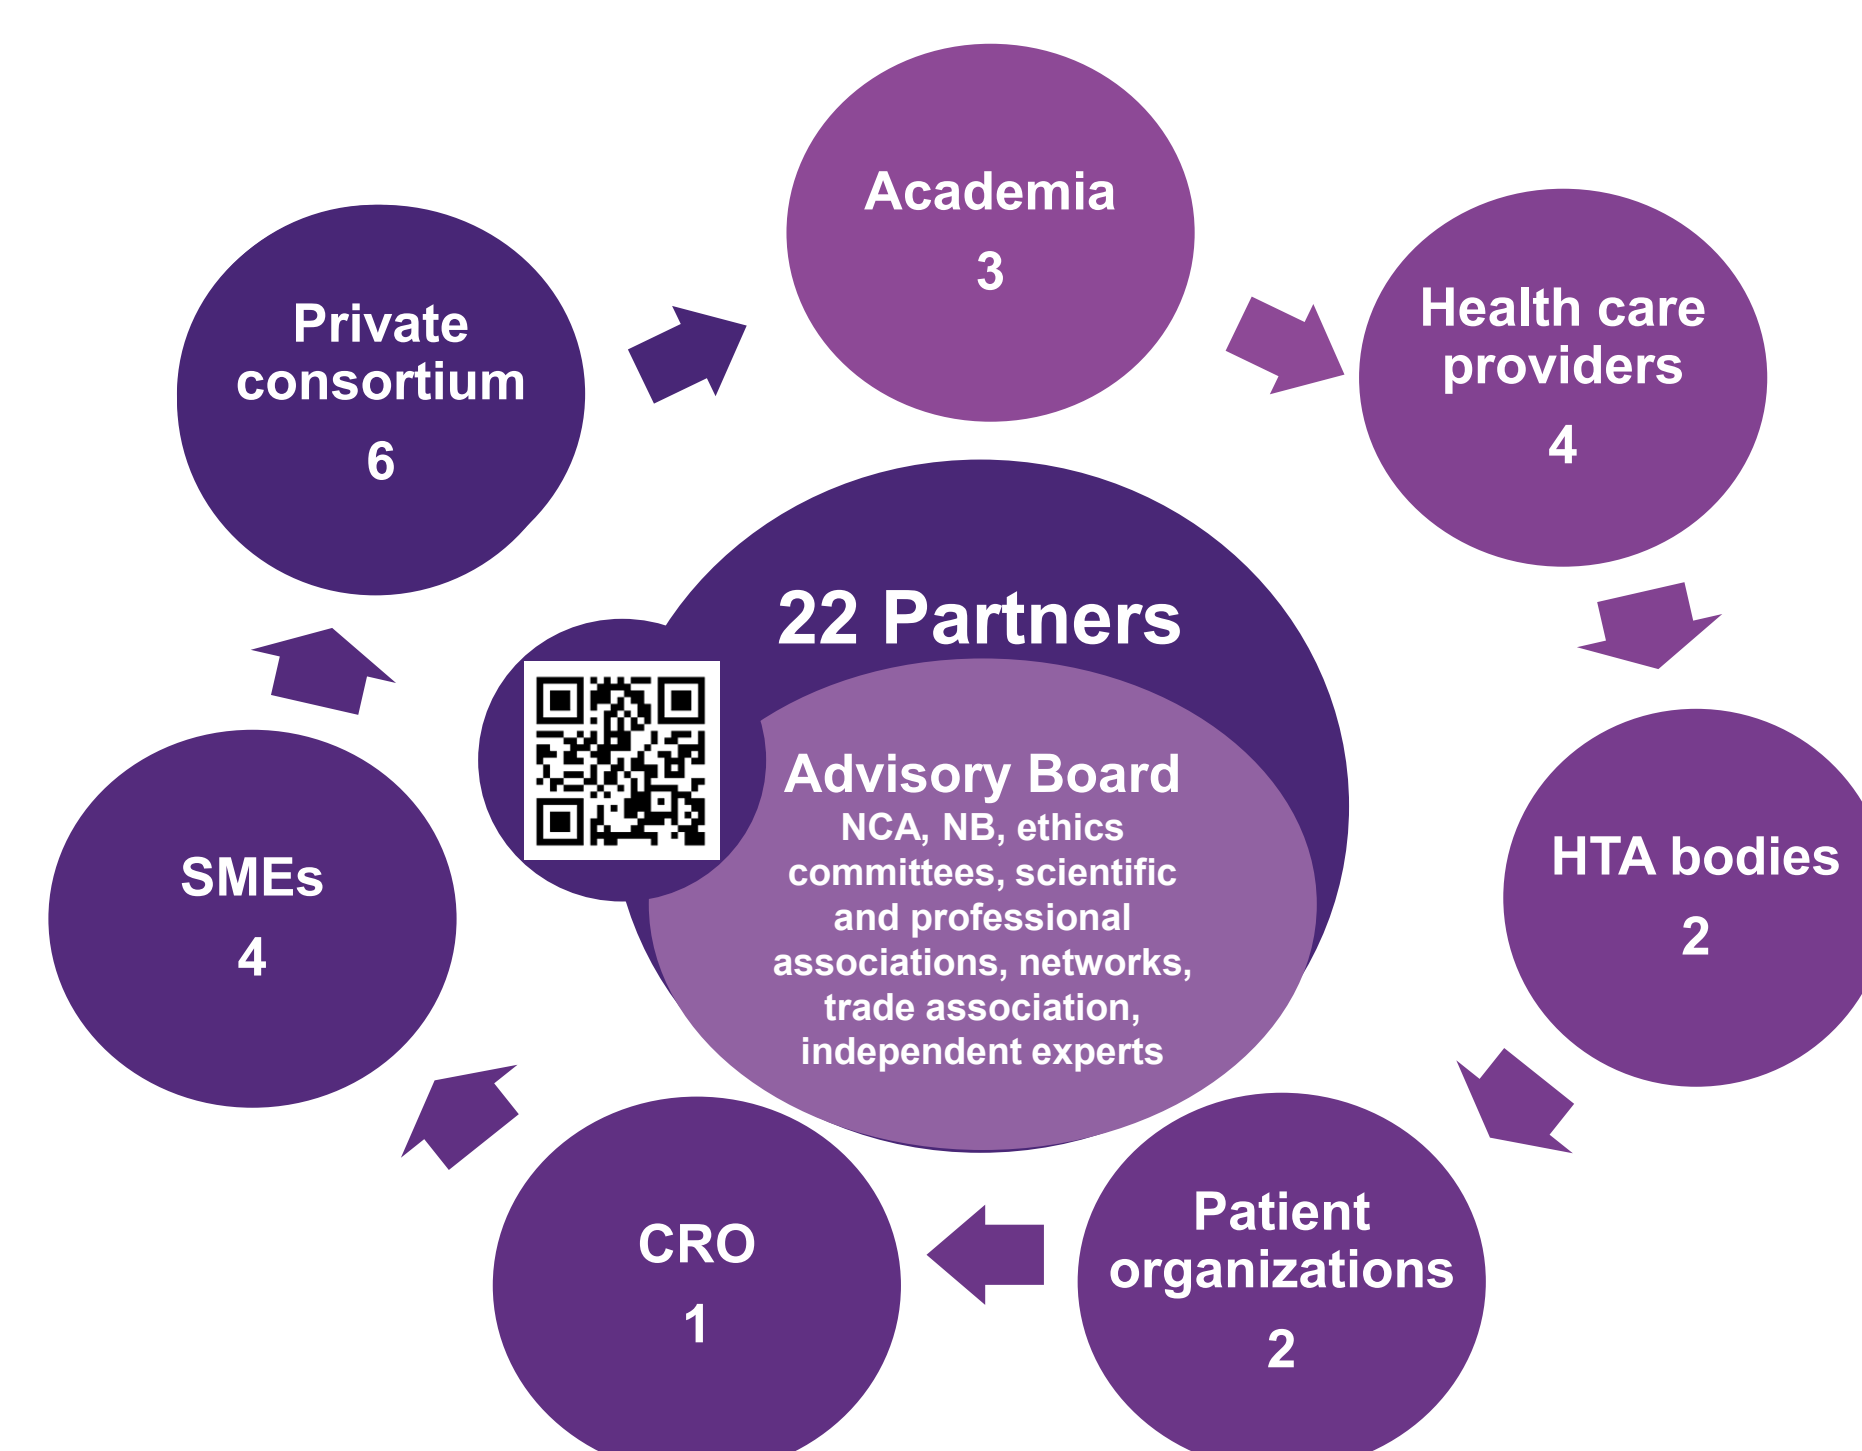 Academia
3
Health care
providers
4
HTA bodies
2
Patient
organizations
2
CRO
1
SMEs
4
Private
consortium
6
22 Partners
Advisory Board
NCA, NB, ethics
committees, scientific
and professional
associations, networks,
trade association,
independent experts